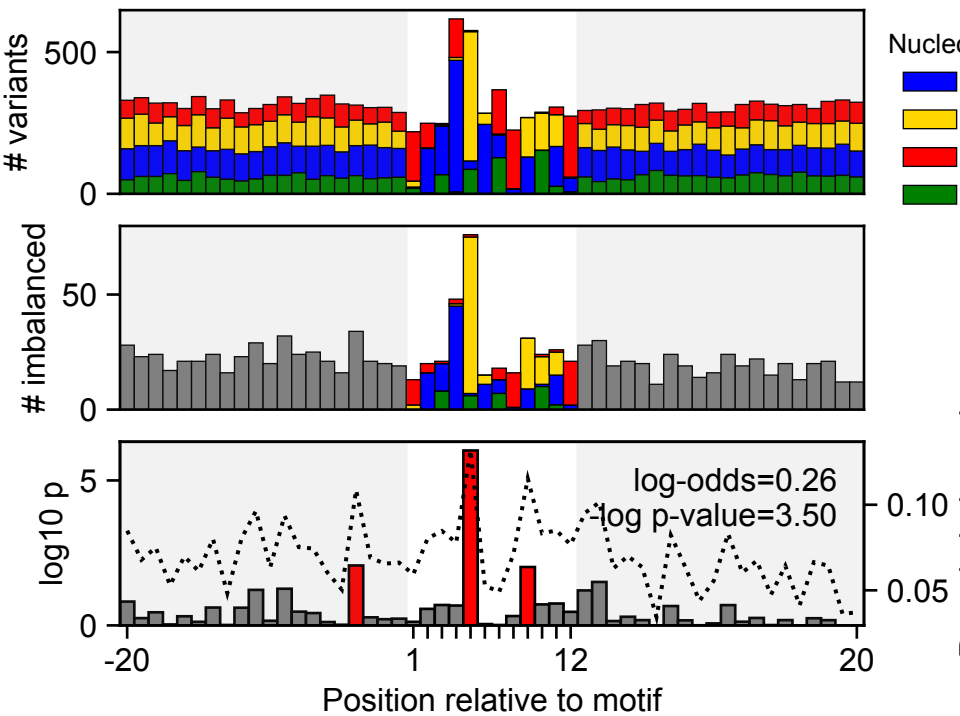 # variants
500
0
Nucleo
# imbalanced
50
0
log10 p
5
0
log-odds=0.26
-log p-value=3.50
0.10
0.05
-20
1
12
20
Position relative to motif